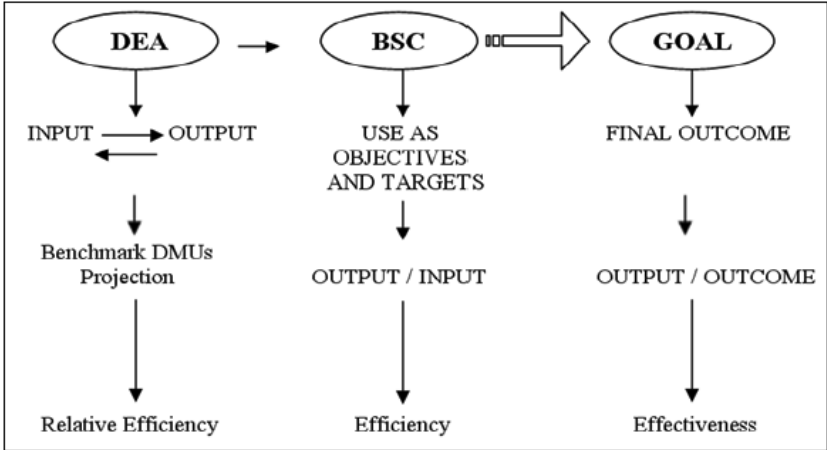 DEA
BSC
GOAL
INPUT
OUTPUT
USE AS
OBJECTIVES
AND TARGETS
FINAL OUTCOME
Benchmark DMUs
Projection
OUTPUT / INPUT
OUTPUT / OUTCOME
Relative Efficiency
Efficiency
Effectiveness